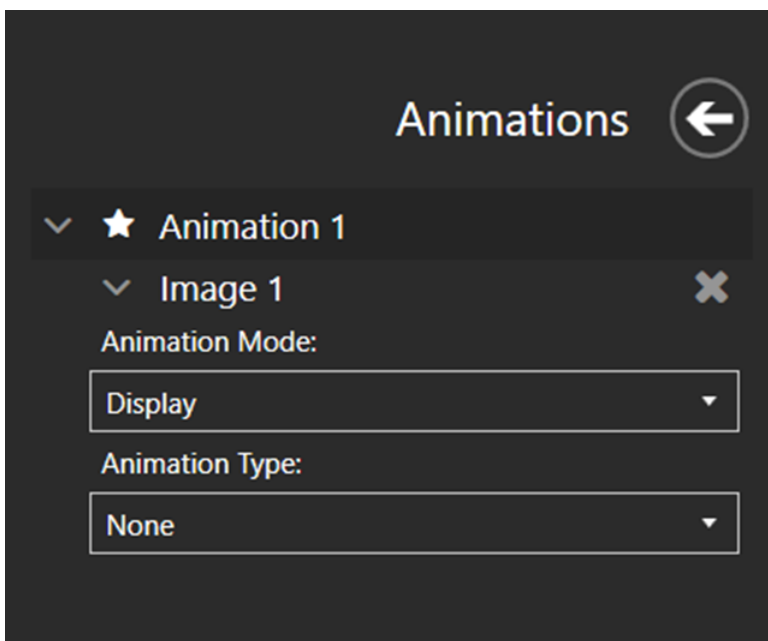 Animations
Animation 1
Image 1
Animation Mode:
Display
Animation Type:
None